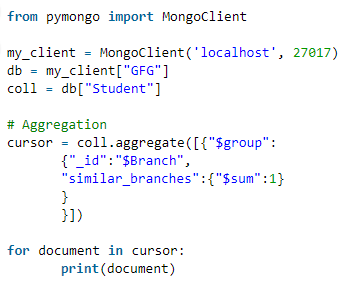 from pymongo import MongoClient
my_client = MongoClient('localhost', 27017)
db = my_client["GFG"]
coll = db["Student"]
# Aggregation
cursor = coll.aggregate([{"$group":
{"_id":"$Branch",
"similar_branches":{"$sum":1}
}
}])
for document in cursor:
print(document)